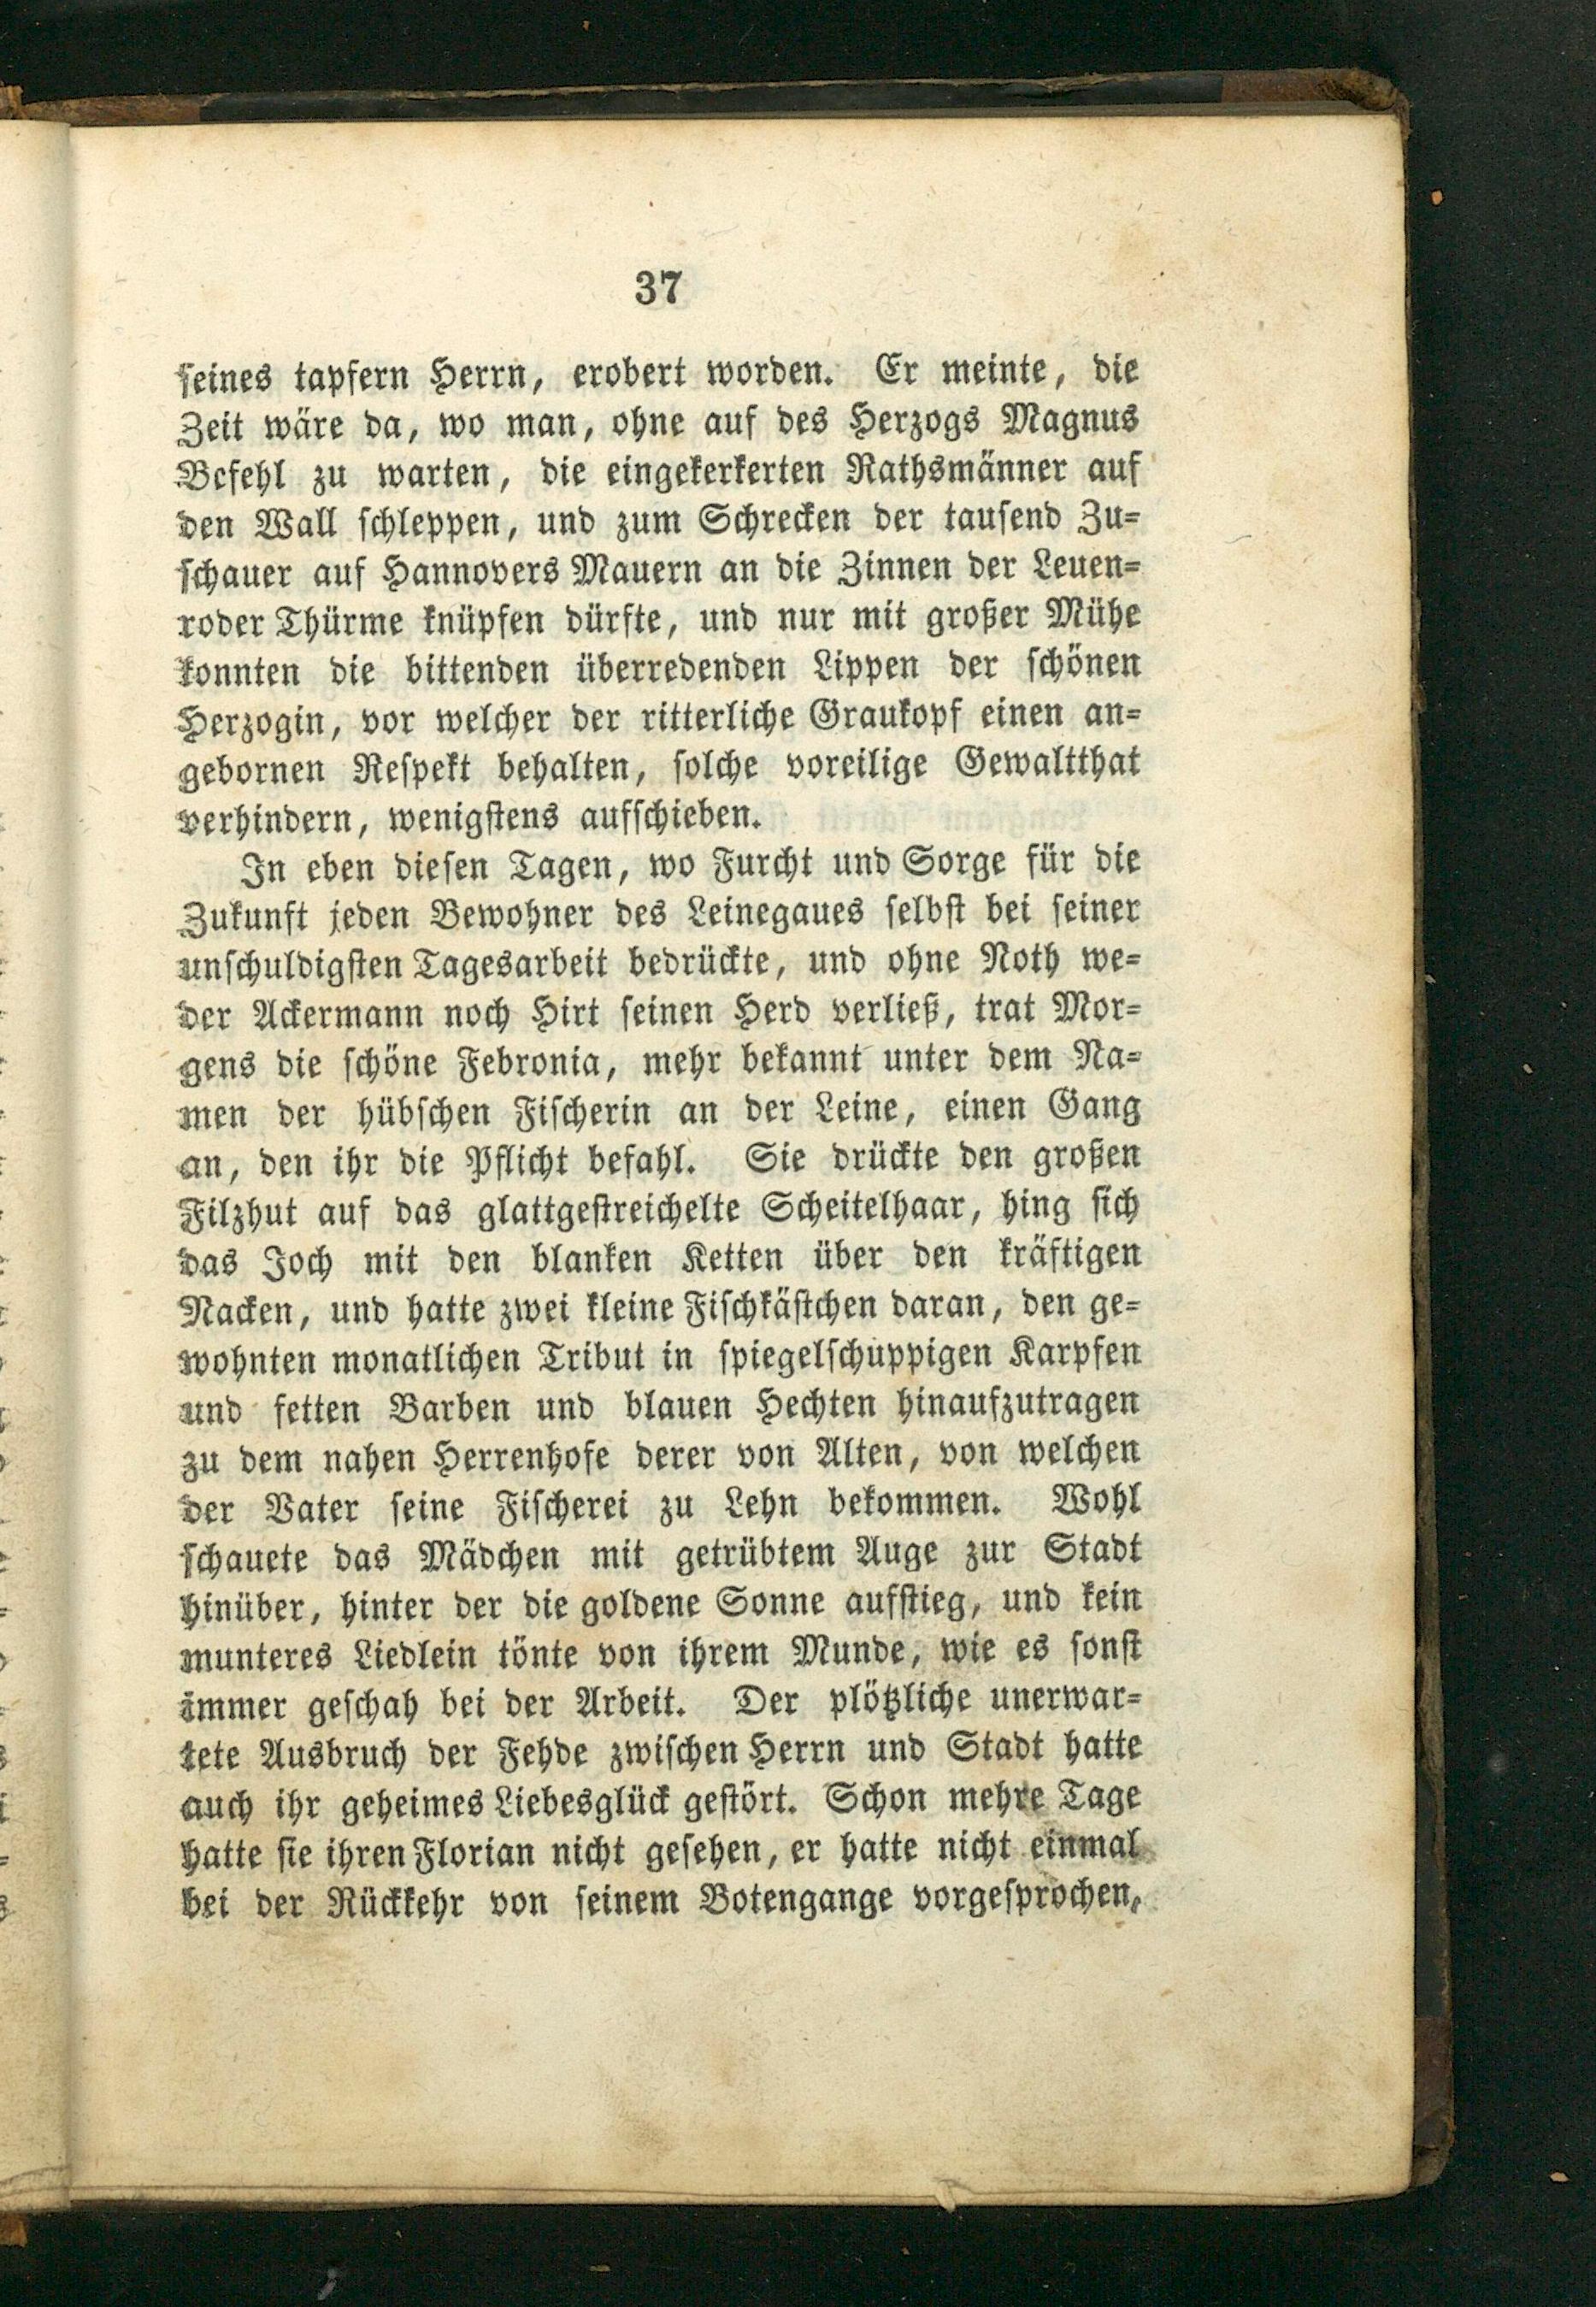 37
seines tapfern Herrn, erobert worden. Er meinte, die
Zeit wäre da, wo man, ohne auf des Herzogs Magnus
Befehl zu warten, die eingekerkerten Rathsmänner auf
den Wall schleppen, und zum Schrecken der tausend Zu=
schauer auf Hannovers Mauern an die Zinnen der Leuen=
roder Thürme knüpfen dürfte, und nur mit großer Mühe
konnten die bittenden überredenden Lippen der schönen
Herzogin, vor welcher der ritterliche Graukopf einen an=
gebornen Respekt behalten, solche voreilige Gewaltthat
verhindern, wenigstens aufschieben.
In eben diesen Tagen, wo Furcht und Sorge für die
Zukunft jeden Bewohner des Leinegaues selbst bei seiner
unschuldigsten Tagesarbeit bedrückte, und ohne Noth we=
der Ackermann noch Hirt seinen Herd verließ, trat Mor=
gens die schöne Febronia, mehr bekannt unter dem Na=
men der hübschen Fischerin an der Leine, einen Gang
an, den ihr die Pflicht befahl. Sie drückte den großen
Filzhut auf das glattgestreichelte Scheitelhaar, hing sich
das Joch mit den blanken Ketten über den kräftigen
Nacken, und hatte zwei kleine Fischkästchen daran, den ge=
wohnten monatlichen Tribut in spiegelschuppigen Karpfen
und fetten Barben und blauen Hechten hinaufzutragen
zu dem nahen Herrenhofe derer von Alten, von welchen
der Vater seine Fischerei zu Lehn bekommen. Wohl
schauete das Mädchen mit getrübtem Auge zur Stadt
hinüber, hinter der die goldene Sonne aufstieg, und kein
munteres Liedlein tönte von ihrem Munde, wie es sonst
immer geschah bei der Arbeit. Der plötzliche unerwar=
tete Ausbruch der Fehde zwischen Herrn und Stadt hatte
auch ihr geheimes Liebesglück gestört. Schon mehre Tage
hatte sie ihren Florian nicht gesehen, er hatte nicht einmal
bei der Rückkehr von seinem Botengange vorgesprochen,